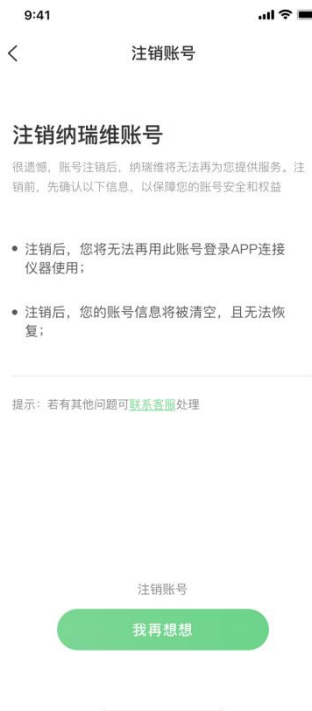 9:41
注销账号
注销纳瑞维账号
很遗憾，账号注销后，纳瑞维将无法再为您提供服务。注
销前，先确认以下信息，以保障您的账号安全和权益
注销后，您将无法再用此账号登录APP连接
仪器使用；
注销后，您的账号信息将被清空，且无法恢
复；
提示：若有其他问题可联系客服处理
注销账号
我再想想